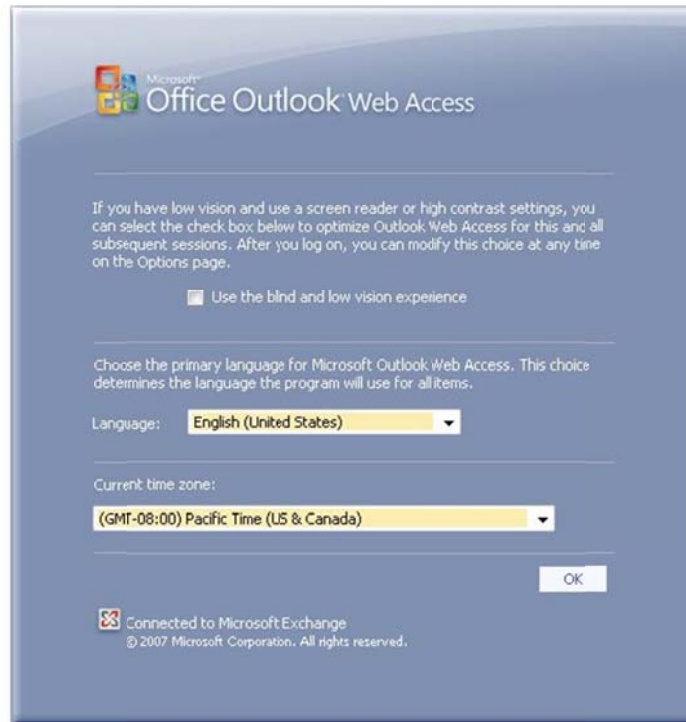 Microsoft®
Office Outlook® Web Access
If you have low vision and use a screen reader or high contrast settings, you
can select the check box below to optimize Outlook Web Access for this and all
subsequent sessions. After you log on, you can modify this choice at any time
on the Options page.
Use the blind and low vision experience
Choose the primary language for Microsoft Outlook Web Access. This choice
determines the language the program will use for all items.
Language: English (United States)
Current time zone:
(GMT-08:00) Pacific Time (US & Canada)
OK
Connected to Microsoft Exchange
© 2007 Microsoft Corporation. All rights reserved.